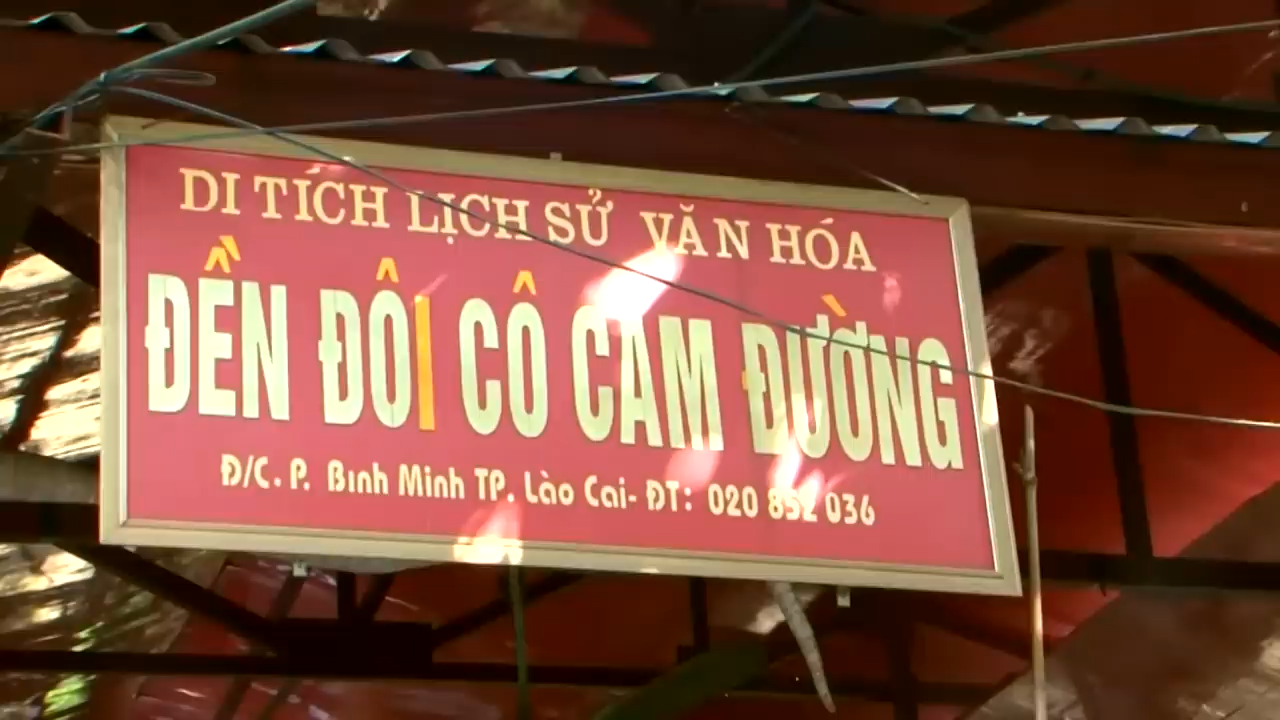 DI TÍCH LỊCH SỬ VĂN HÓA
ĐỀN ĐÔI CÔ CAM ĐƯỜNG
Đ/C. P. Bình Minh TP. Lào Cai- ĐT: 020 852 036